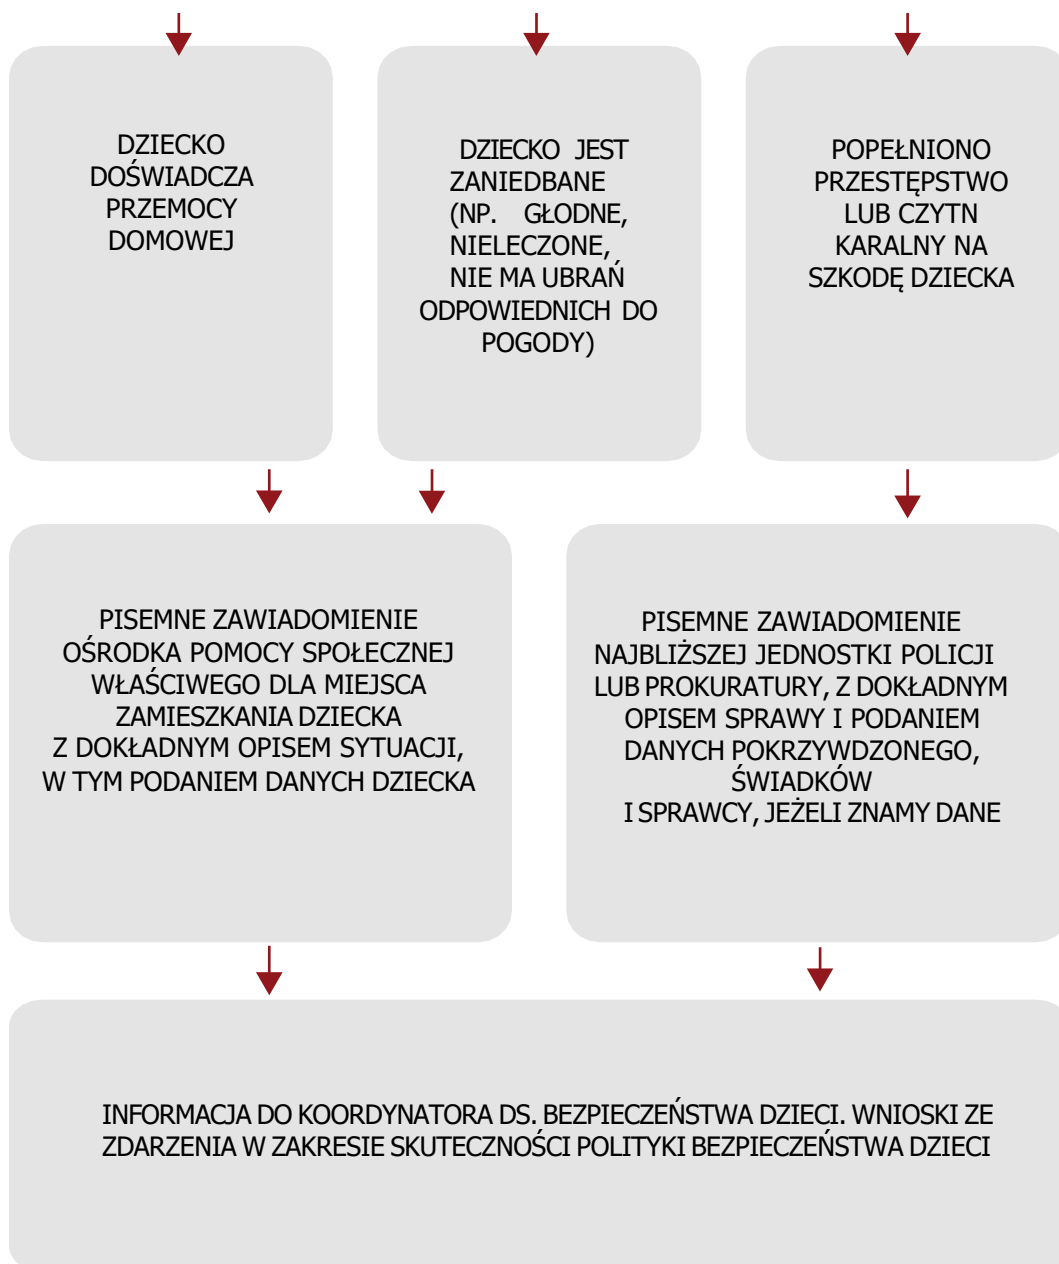 DZIECKO
DOŚWIADCZA
PRZEMOCY
DOMOWEJ
DZIECKO JEST
ZANIEDBANE
(NP. GŁODNE,
NIELECZONE,
NIE MA UBRAŃ
ODPOWIEDNICH DO
POGODY)
POPEŁNIONO
PRZESTĘPSTWO
LUB CZYTN
KARALNY NA
SZKODĘ DZIECKA
PISEMNE ZAWIADOMIENIE
OŚRODKA POMOCY SPOŁECZNEJ
WŁAŚCIWEGO DLA MIEJSCA
ZAMIESZKANIA DZIECKA
Z DOKŁADNYM OPISEM SYTUACJI,
W TYM PODANIEM DANYCH DZIECKA
PISEMNE ZAWIADOMIENIE
NAJBLIŻSZEJ JEDNOSTKI POLICJI
LUB PROKURATURY, Z DOKŁADNYM
OPISEM SPRAWY I PODANIEM
DANYCH POKRZYWDZONEGO,
ŚWIADKÓW
I SPRAWCY, JEŻELI ZNAMY DANE
INFORMACJA DO KOORDYNATORA DS. BEZPIECZEŃSTWA DZIECI. WNIOSKI ZE
ZDARZENIA W ZAKRESIE SKUTECZNOŚCI POLITYKI BEZPIECZEŃSTWA DZIECI